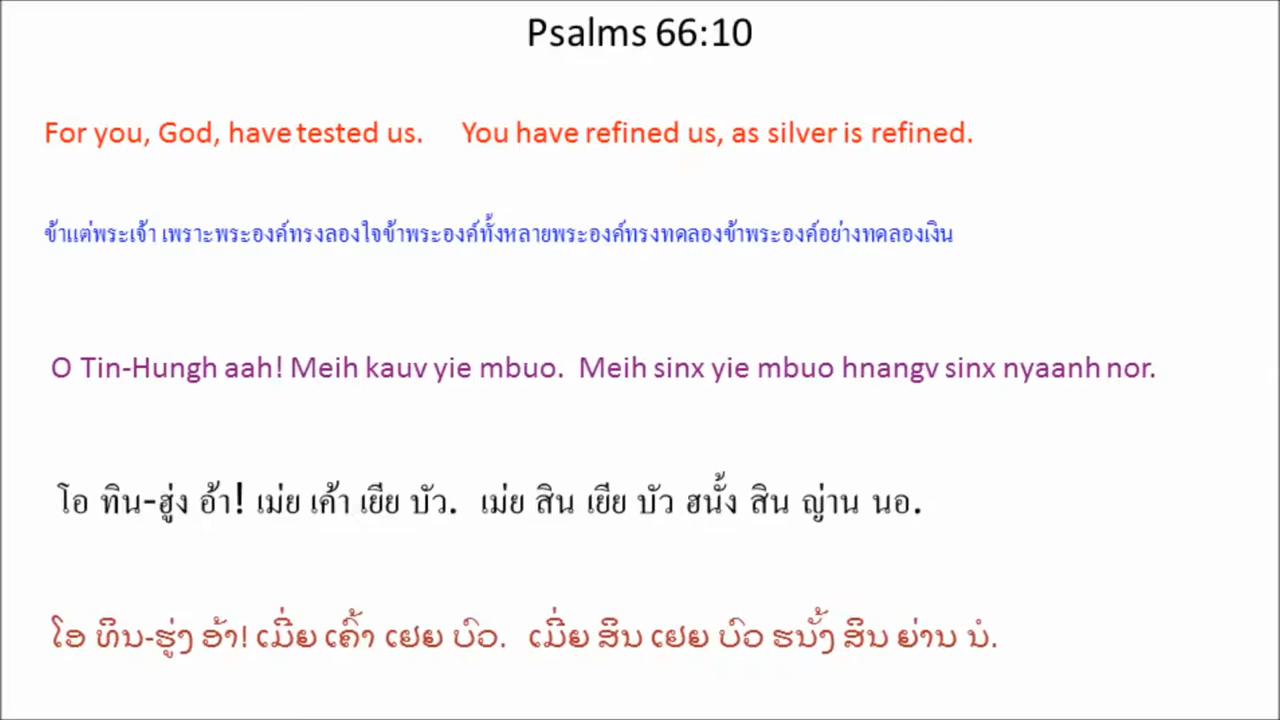 Psalms 66:10
For you, God, have tested us. You have refined us, as silver is refined.
ข้าแต่พระเจ้า เพราะพระองค์ทรงลองใจข้าพระองค์ทั้งหลายพระองค์ทรงทดลองข้าพระองค์อย่างทดลองเงิน
O Tin-Hungh aah! Meih kauv yie mbuo. Meih sinx yie mbuo hnangv sinx nyaanh nor.
โอ ทิน-ฮู่ง อ้า! เม่ย เค้า เยีย บัว. เม่ย สิน เยีย บัว ฮนั้ง สิน ญ่าน นอ.
ໂອ ທິນ-ຮູ່ງ ອ້າ! ເມີ່ຍ ເຄົ້າ ເຢຍ ບົວ. ເມີ່ຍ ສິນ ເຢຍ ບົວ ຮນັ້ງ ສິນ ຍ່ານ ນໍ.